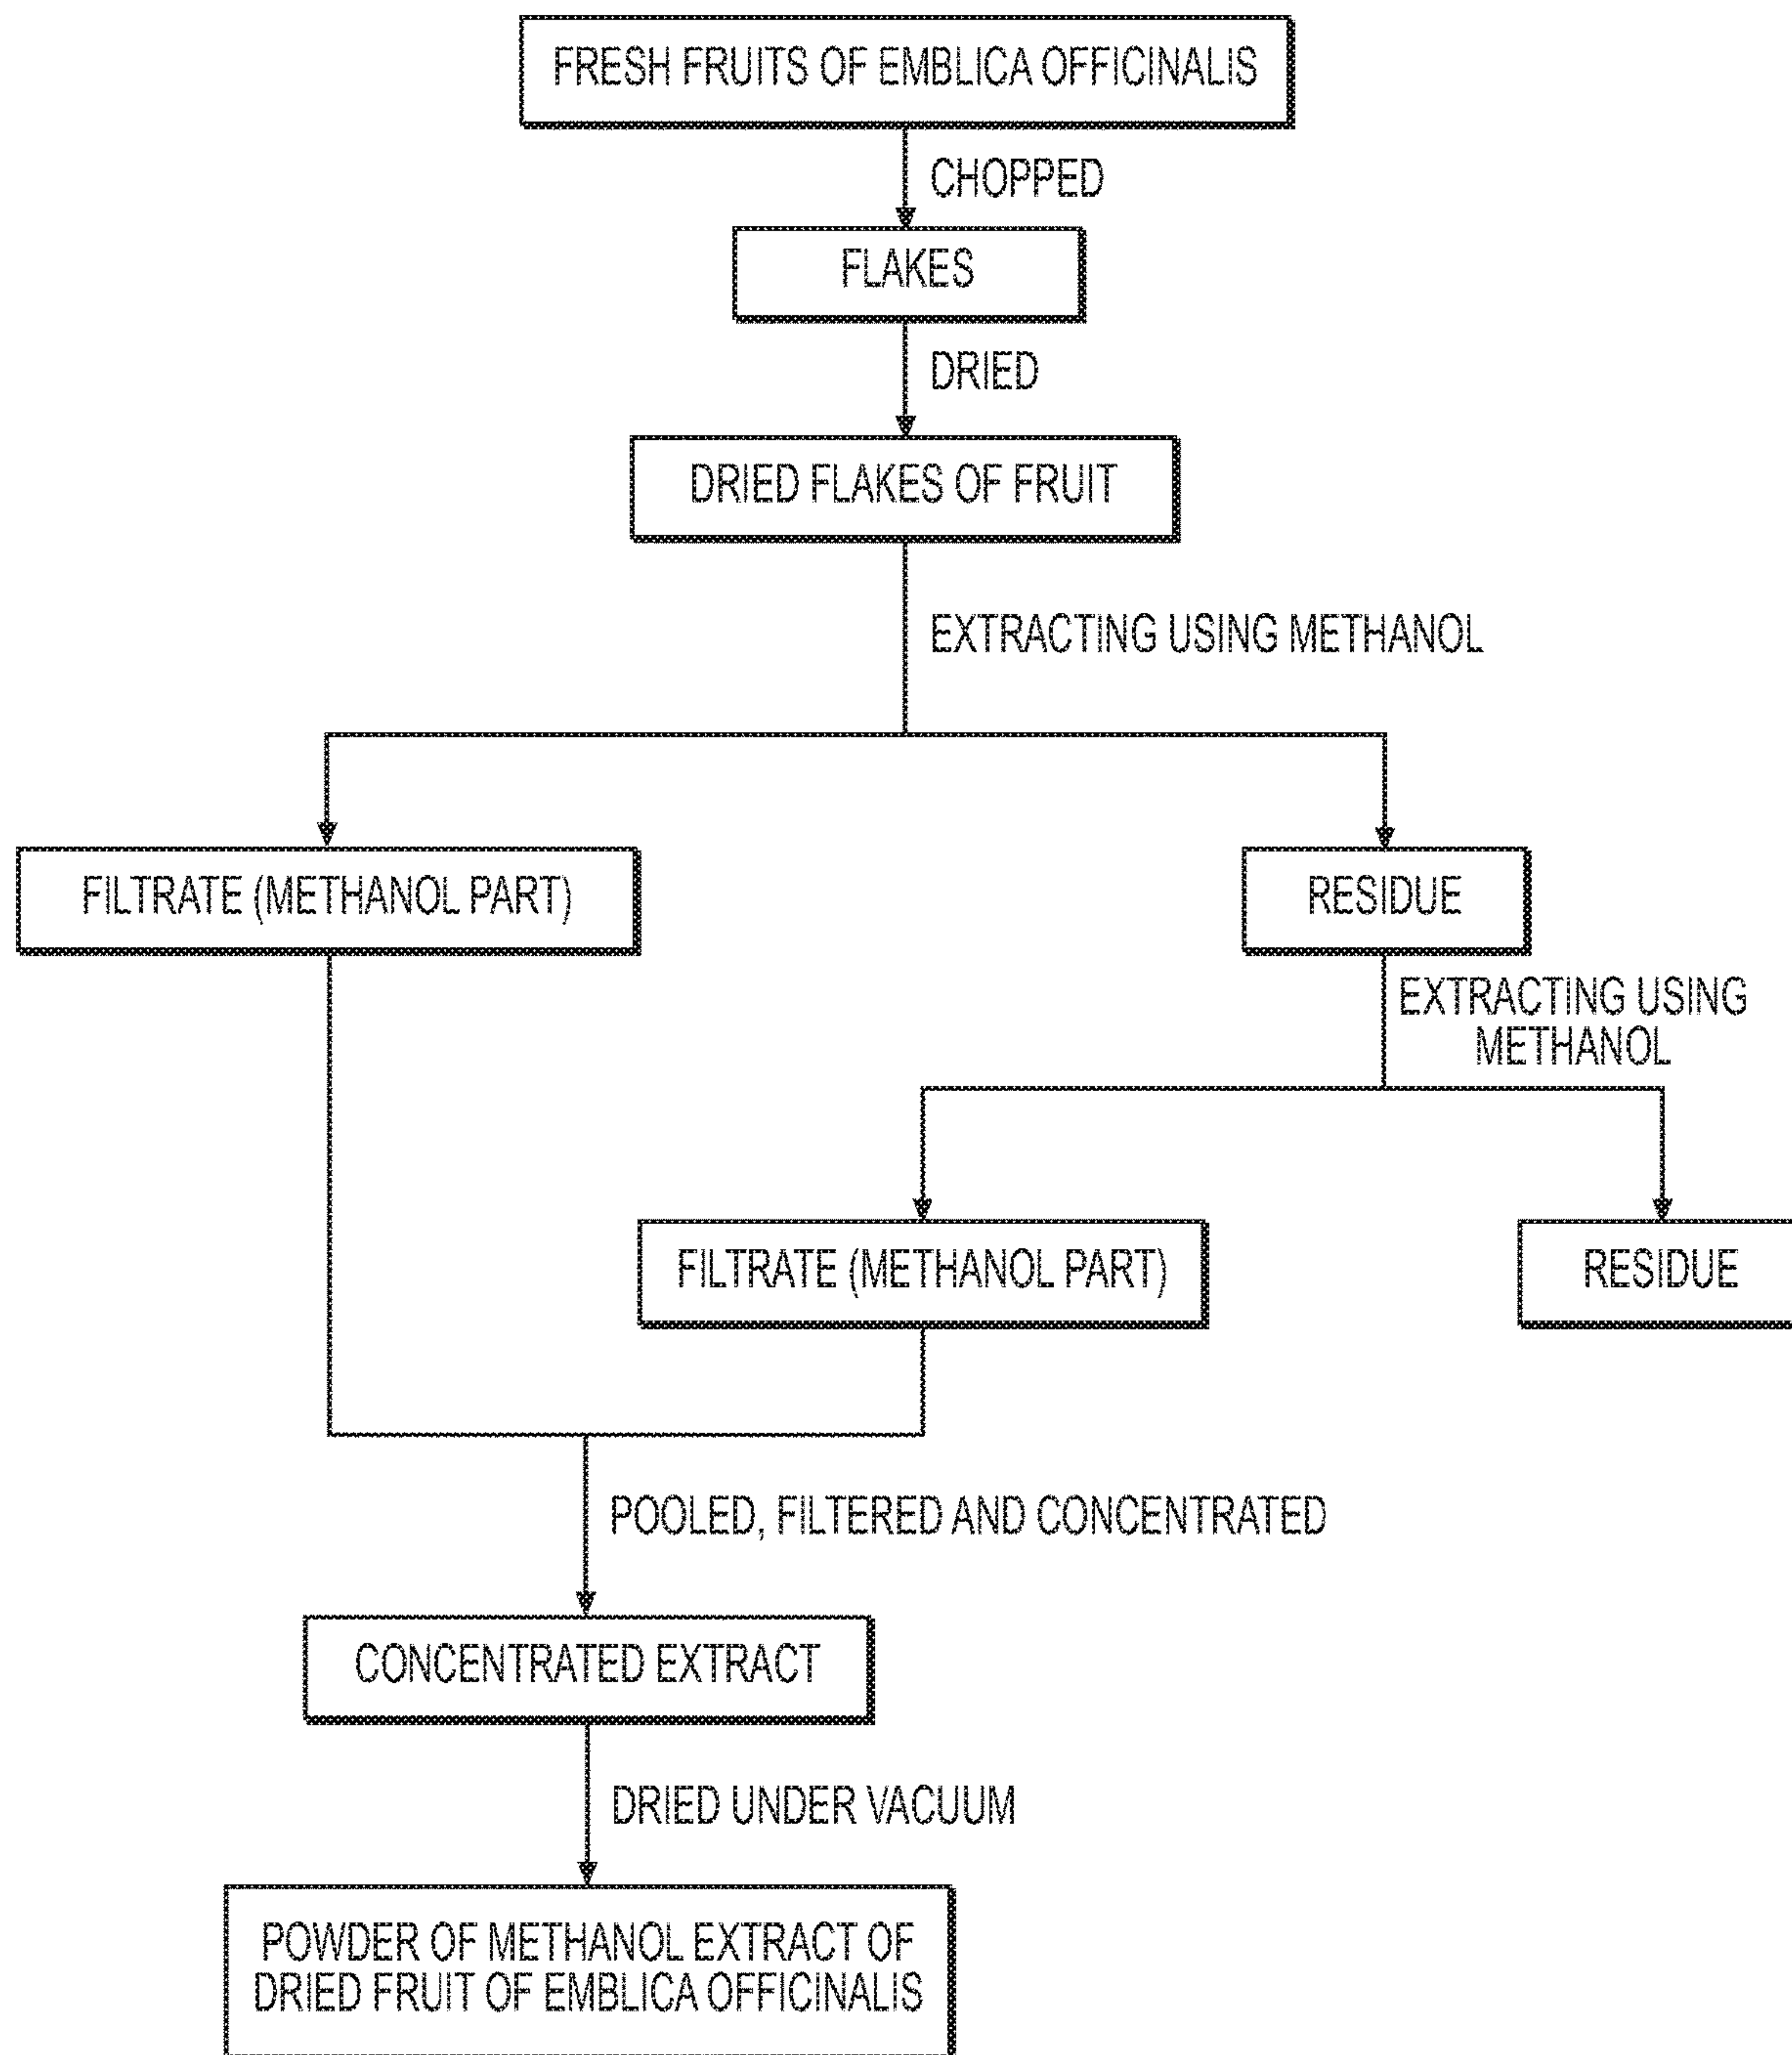 FRESH FRUITS OF EMBLICA OFFICINALIS
CHOPPED
FLAKES
DRIED
DRIED FLAKES OF FRUIT
EXTRACTING USING METHANOL
FILTRATE (METHANOL PART)
RESIDUE
EXTRACTING USING
METHANOL
FILTRATE (METHANOL PART)
RESIDUE
POOLED, FILTERED AND CONCENTRATED
CONCENTRATED EXTRACT
DRIED UNDER VACUUM
POWDER OF METHANOL EXTRACT OF
DRIED FRUIT OF EMBLICA OFFICINALIS